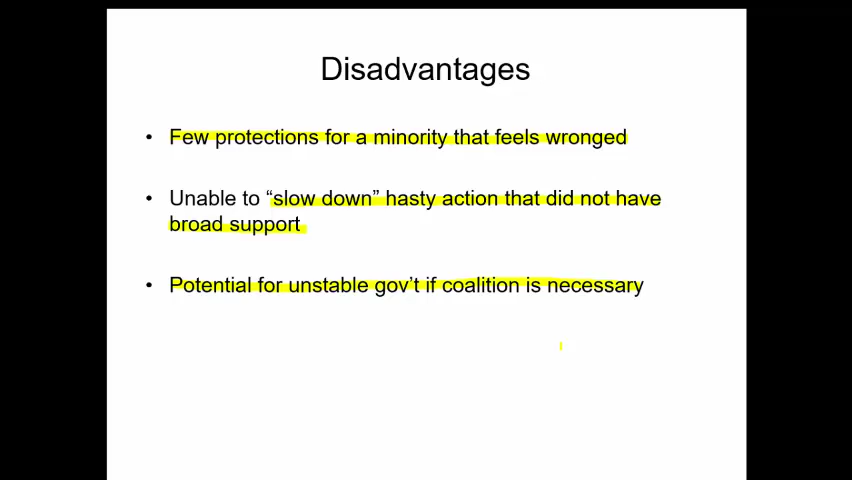 Disadvantages
• Few protections for a minority that feels wronged
• Unable to “slow down” hasty action that did not have
broad support
• Potential for unstable gov’t if coalition is necessary